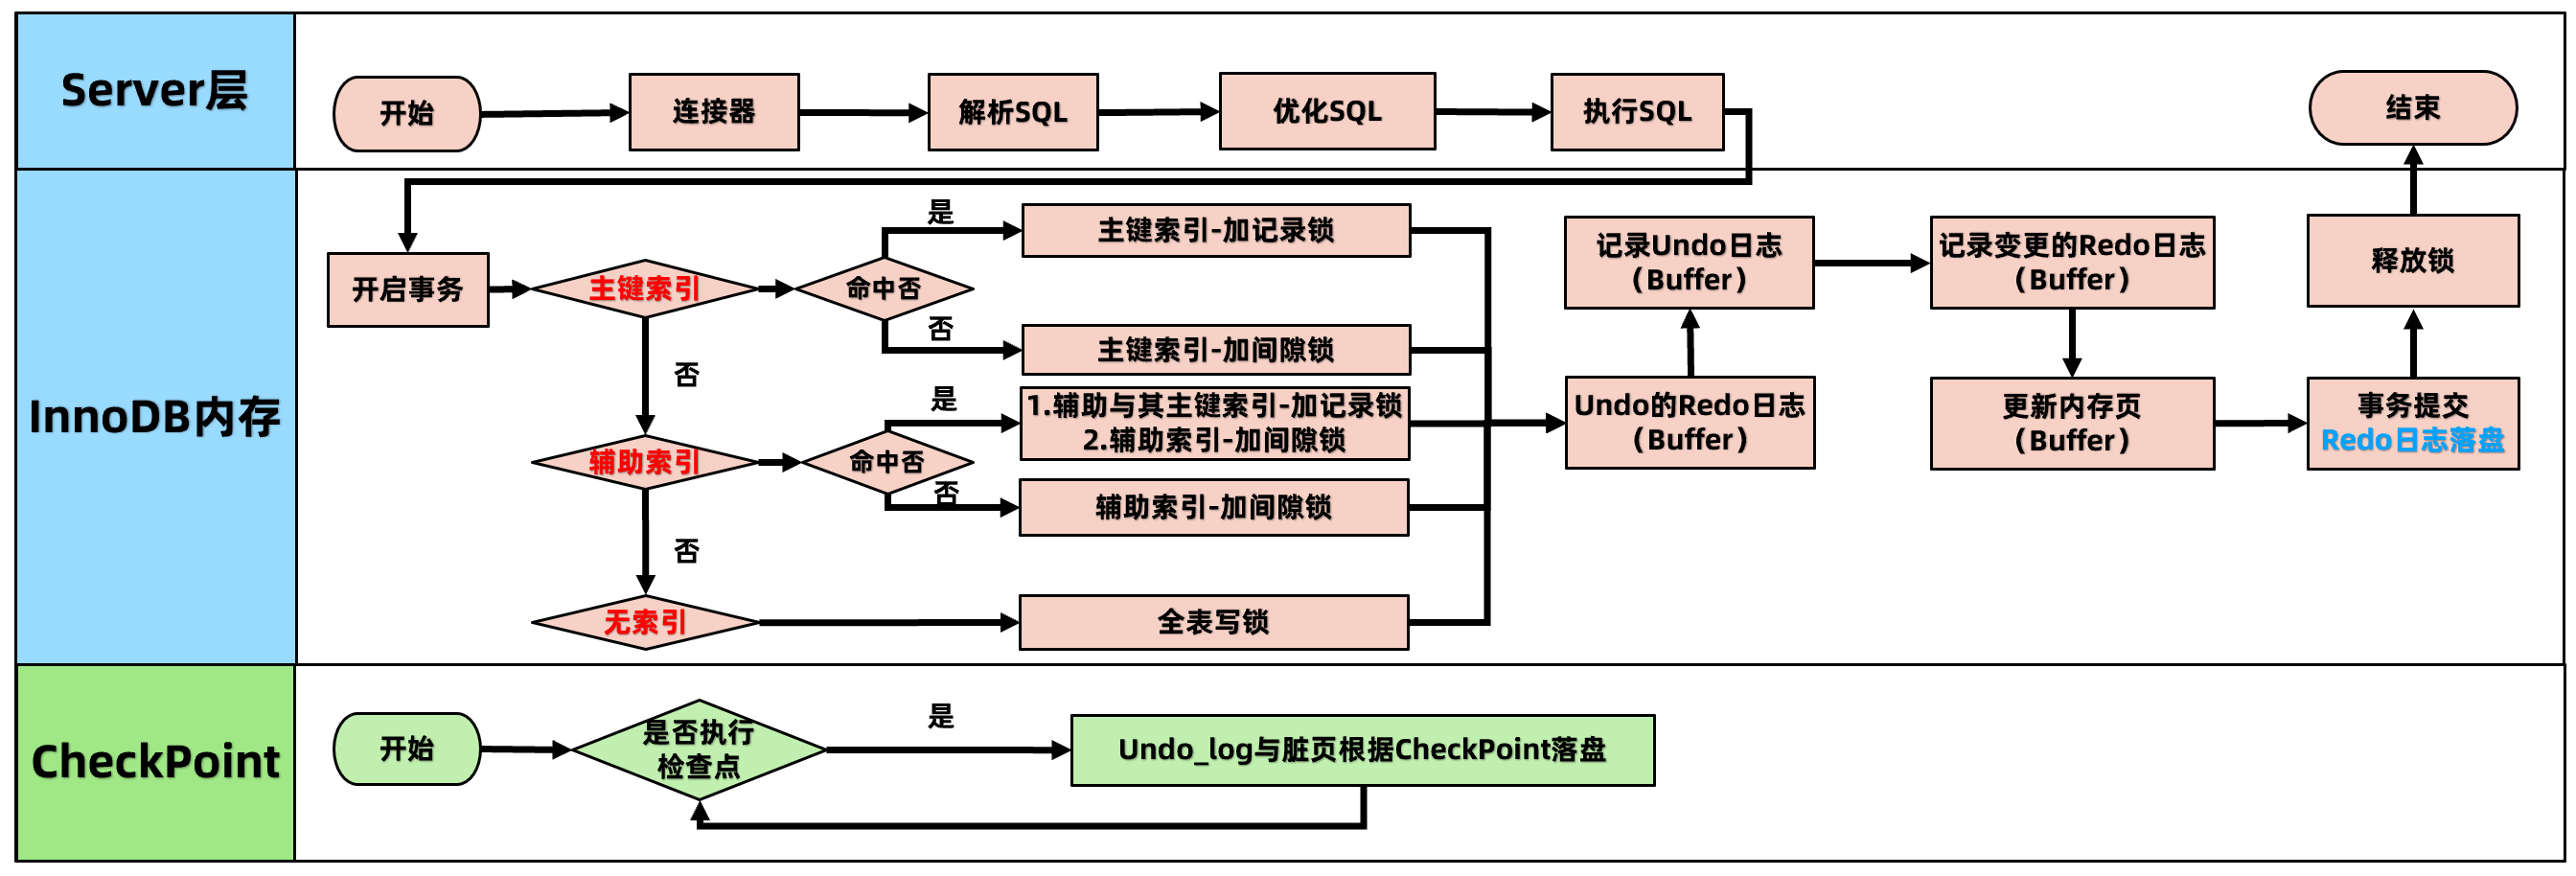 Server层
开始
连接器
解析SQL
优化SQL
执行SQL
结束
InnoDB内存
开启事务
主键索引
命中否
是
主键索引-加记录锁
否
主键索引-加间隙锁
否
辅助索引
命中否
是
1.辅助与其主键索引-加记录锁
2.辅助索引-加间隙锁
否
辅助索引-加间隙锁
否
无索引
全表写锁
Undo的Redo日志
（Buffer）
记录Undo日志
（Buffer）
记录变更的Redo日志
（Buffer）
更新内存页
（Buffer）
事务提交
Redo日志落盘
释放锁
CheckPoint
开始
是否执行
检查点
是
Undo_log与脏页根据CheckPoint落盘